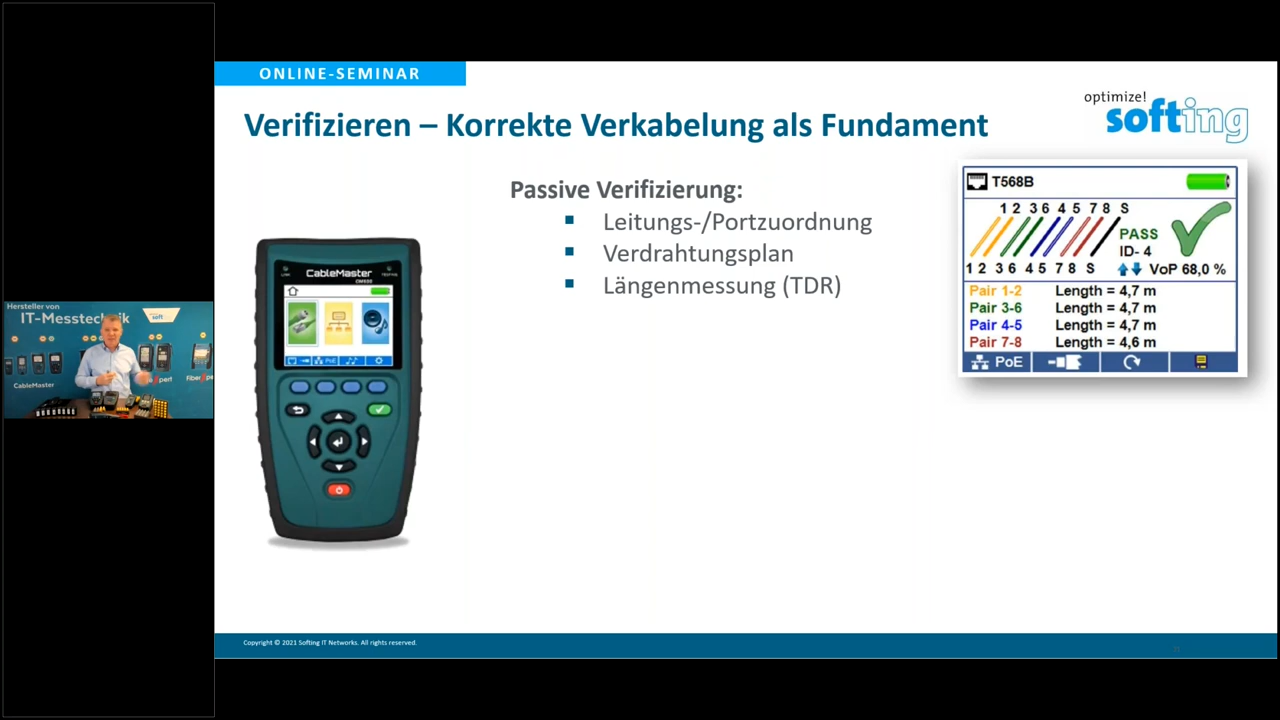 ONLINE-SEMINAR
Verifizieren – Korrekte Verkabelung als Fundament
optimize!
softing
Passive Verifizierung:
Leitungs-/Portzuordnung
Verdrahtungsplan
Längenmessung (TDR)
T568B
1 2 3 6 4 5 7 8 S
PASS
ID- 4
1 2 3 6 4 5 7 8 S
VoP 68,0 %
Pair 1-2 Length = 4,7 m
Pair 3-6 Length = 4,7 m
Pair 4-5 Length = 4,7 m
Pair 7-8 Length = 4,6 m
PoE
CableMaster
PoE
Hersteller von
IT-Messtechnik
CableMaster
Copyright © 2021 Softing IT Networks. All rights reserved.